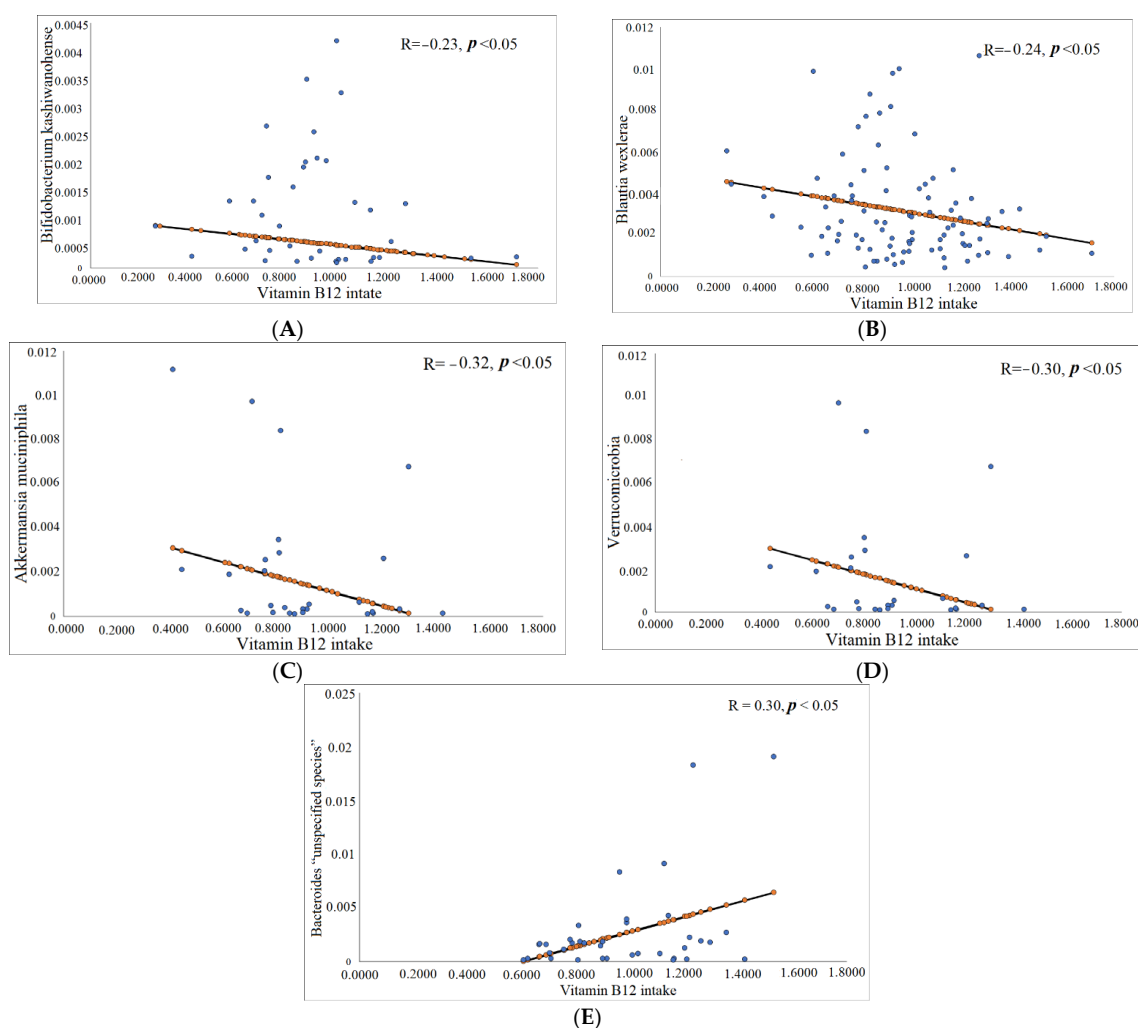 R=−0.23, p <0.05
Bifidobacterium kashiwanohense
0.0045
0.004
0.0035
0.003
0.0025
0.002
0.0015
0.001
0.0005
0
0.0000 0.2000 0.4000 0.6000 0.8000 1.0000 1.2000 1.4000 1.6000 1.8000
Vitamin B12 intate
(A)
R=−0.24, p <0.05
Blautia wexlerae
0.012
0.01
0.008
0.006
0.004
0.002
0
0.0000 0.2000 0.4000 0.6000 0.8000 1.0000 1.2000 1.4000 1.6000 1.8000
Vitamin B12 intake
(B)
R= −0.32, p <0.05
Akkermansia muciniphila
0.012
0.01
0.008
0.006
0.004
0.002
0
0.0000 0.2000 0.4000 0.6000 0.8000 1.0000 1.2000 1.4000 1.6000 1.8000
Vitamin B12 intake
(C)
R=−0.30, p <0.05
Verrucomicrobia
0.012
0.01
0.008
0.006
0.004
0.002
0
0.0000 0.2000 0.4000 0.6000 0.8000 1.0000 1.2000 1.4000 1.6000 1.8000
Vitamin B12 intake
(D)
R = 0.30, p < 0.05
Bacteroides “unspecified species”
0.025
0.02
0.015
0.01
0.005
0
0.0000 0.2000 0.4000 0.6000 0.8000 1.0000 1.2000 1.4000 1.6000 1.8000
Vitamin B12 intake
(E)